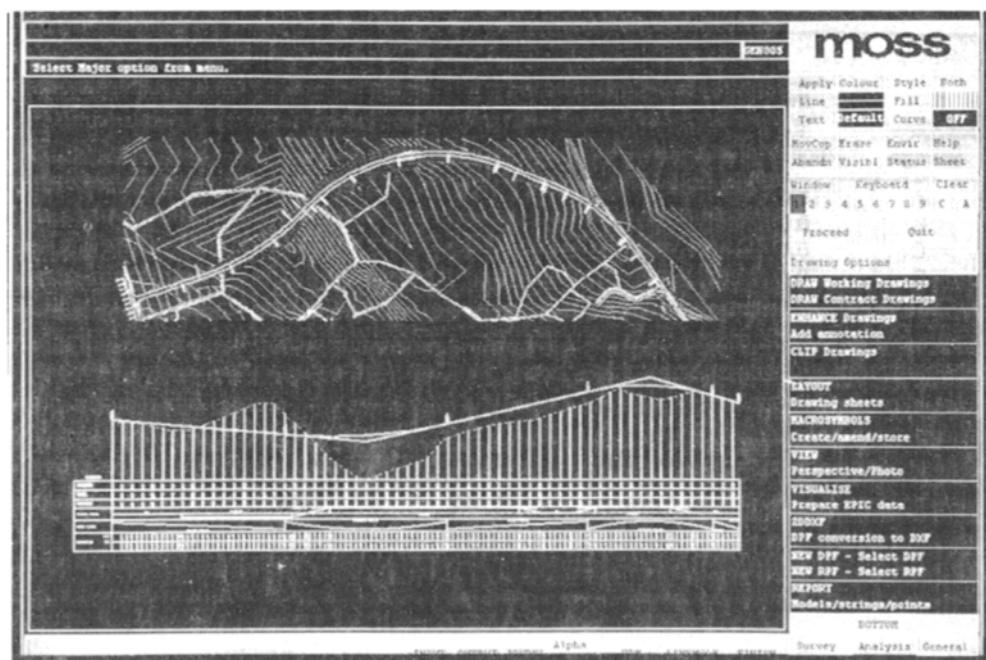 GEN005
Select Major option from menu.
moss
Apply Colour Style Both
Line Fill
Text Default Curve OFF
MovCop Erase Envir Help
Abandn Visibl Status Sheet
Window Keyboard Clear
1 2 3 4 5 6 7 8 9 C A
Proceed Quit
Drawing Options
DRAW Working Drawings
DRAW Contract Drawings
ENHANCE Drawings
Add annotation
CLIP Drawings
LAYOUT
Drawing sheets
MACROSYMBOLS
Create/amend/store
VIEW
Perspective/Photo
VISUALISE
Prepare EPIC data
DPF conversion to DXF
NEW DPF - Select DPF
NEW RPF - Select RPF
REPORT
Models/strings/points
BOTTOM
Alpha
Survey Analysis General